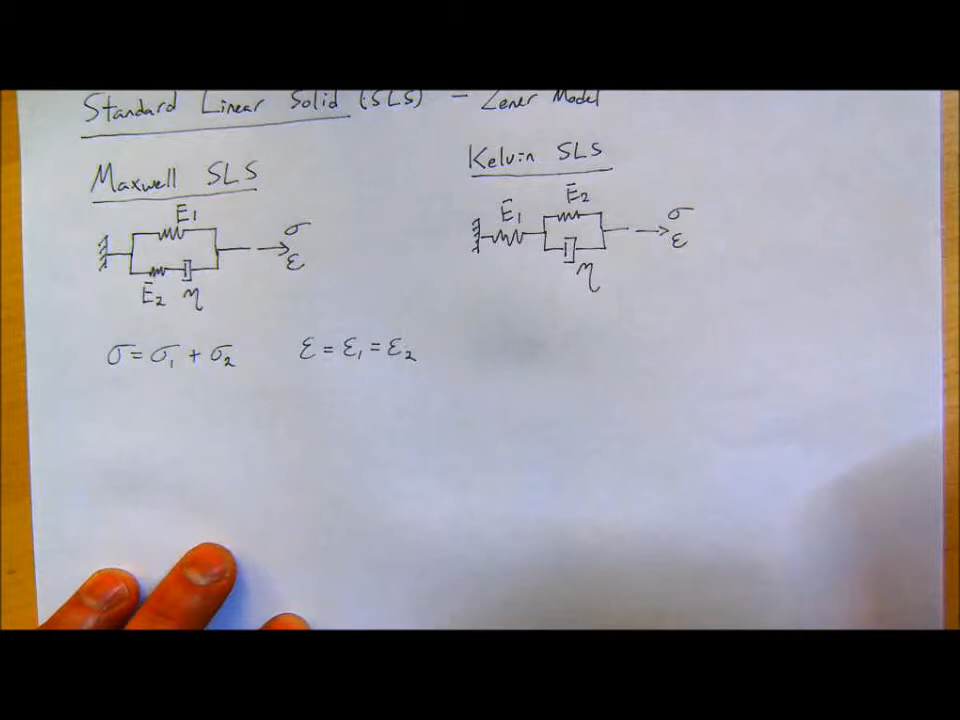 Standard Linear Solid (SLS) - Zener Model
Maxwell SLS
E1
σ
ε
E2 η
σ = σ1 + σ2 ε = ε1 = ε2
Kelvin SLS
E1 E2
σ
ε
η